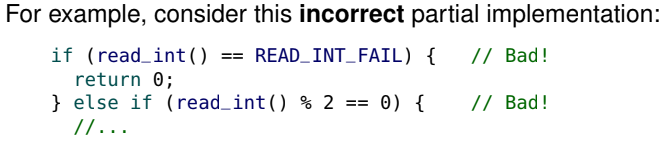 For example, consider this incorrect partial implementation:
if (read_int() == READ_INT_FAIL) {   // Bad!
  return 0;
} else if (read_int() % 2 == 0) {    // Bad!
  //...